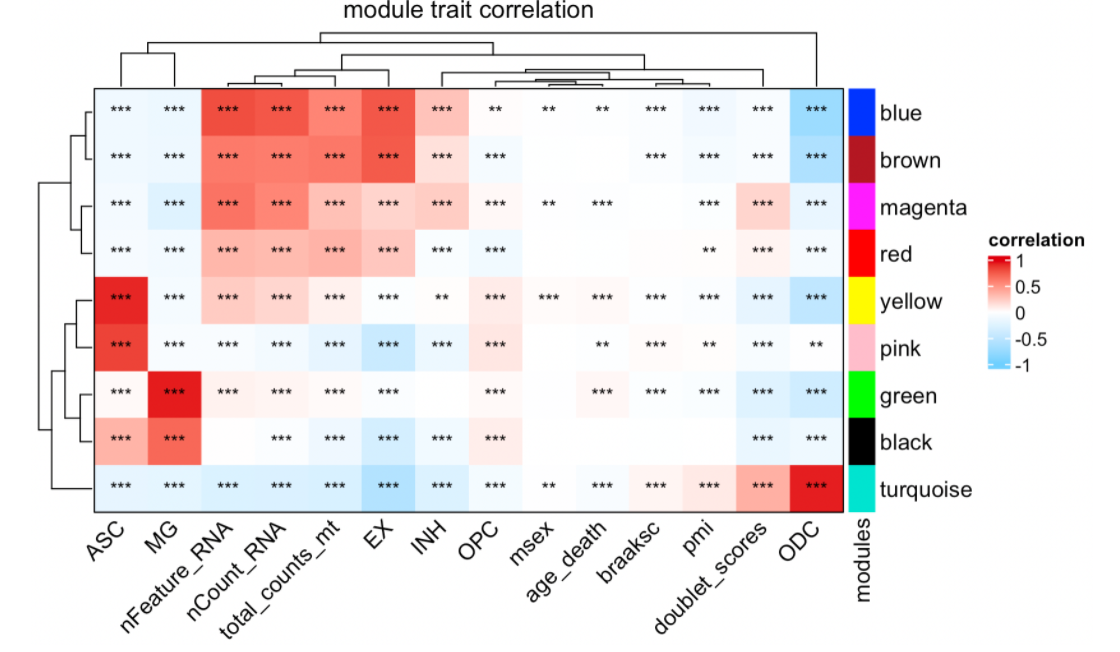 module trait correlation
*** *** *** *** *** *** *** ** ** ** *** *** *** *** blue
*** *** *** *** *** *** *** *** *** *** *** *** brown
*** *** *** *** *** *** *** *** ** *** *** *** *** magenta
*** *** *** *** *** *** *** *** ** *** *** red
*** *** *** *** *** *** ** *** *** *** *** *** *** *** yellow
*** *** *** *** *** *** *** *** ** *** ** *** ** pink
*** *** *** *** *** *** *** *** *** *** *** *** green
*** *** *** *** *** *** *** *** *** black
*** *** *** *** *** *** *** *** ** *** *** *** *** *** turquoise
correlation
1
0.5
0
-0.5
-1
ASC
MG
nFeature_RNA
nCount_RNA
total_counts_mt
EX
INH
OPC
msex
age_death
braaksc
pmi
doublet_scores
ODC
modules